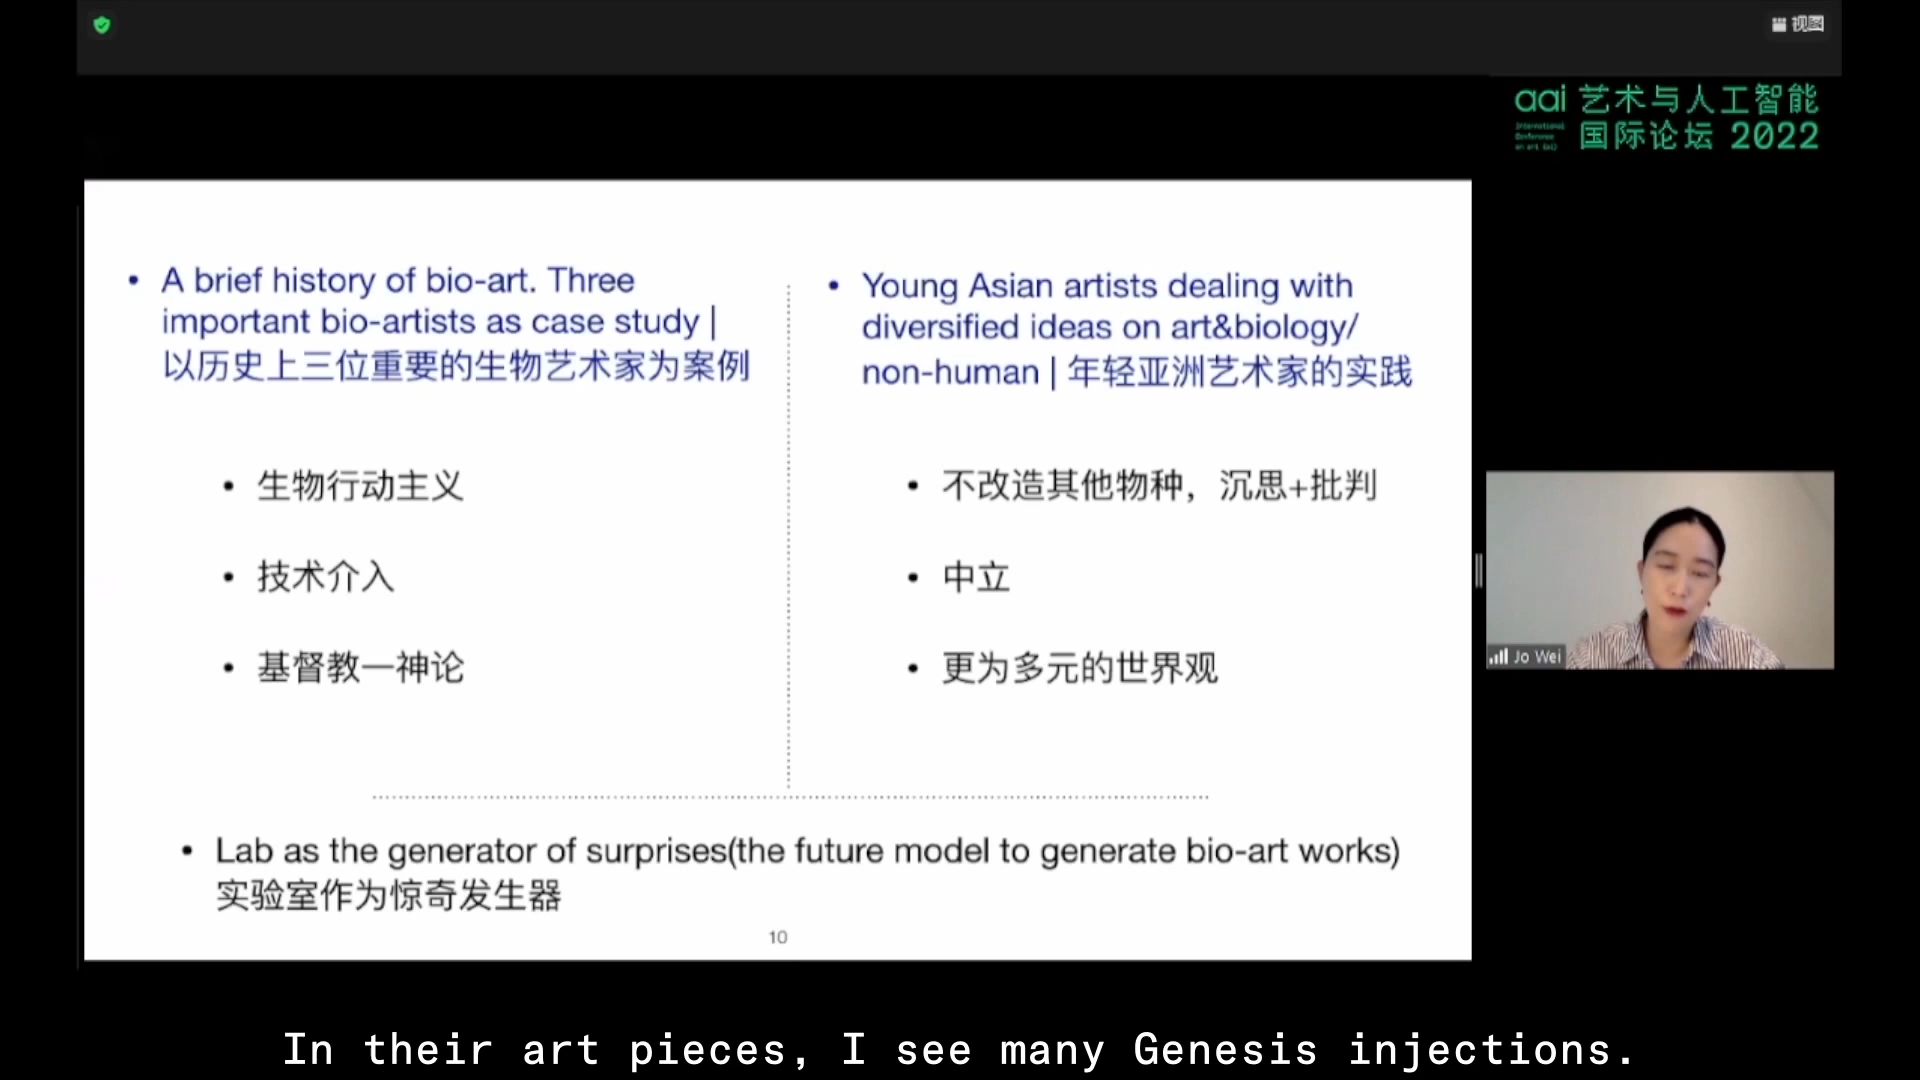 视图
aai 艺术与人工智能
国际论坛 2022
International
Conference
on art (ai)
• A brief history of bio-art. Three
important bio-artists as case study |
以历史上三位重要的生物艺术家为案例
• 生物行动主义
• 技术介入
• 基督教一神论
• Young Asian artists dealing with
diversified ideas on art&biology/
non-human | 年轻亚洲艺术家的实践
• 不改造其他物种，沉思+批判
• 中立
• 更为多元的世界观
• Lab as the generator of surprises(the future model to generate bio-art works)
实验室作为惊奇发生器
10
Jo Wei
In their art pieces, I see many Genesis injections.